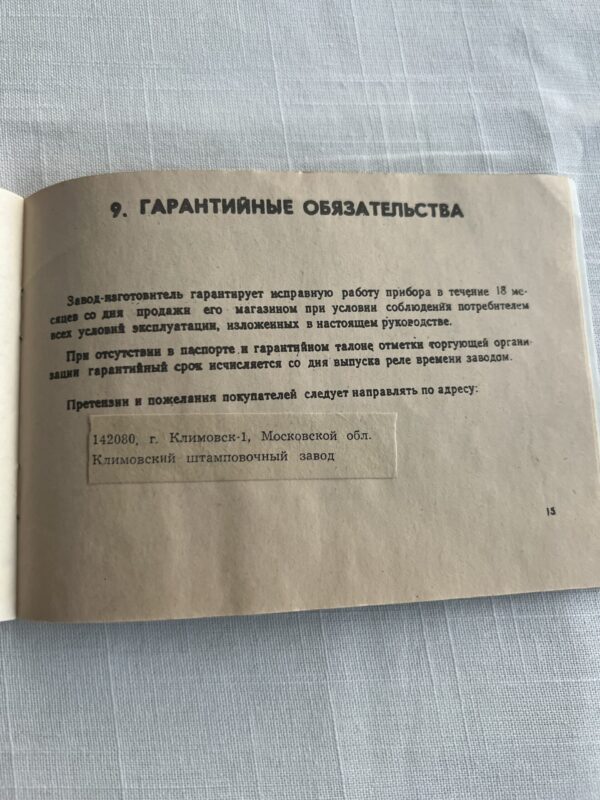 9. ГАРАНТИЙНЫЕ ОБЯЗАТЕЛЬСТВА
Завод-изготовитель гарантирует исправную работу прибора в течение 18 ме-
сяцев со дня продажи его магазином при условии соблюдения потребителем
всех условий эксплуатации, изложенных в настоящем руководстве.
При отсутствии в паспорте и гарантийном талоне отметки торгующей органи-
зации гарантийный срок исчисляется со дня выпуска реле времени заводом.
Претензии и пожелания покупателей следует направлять по адресу:
142080, г. Климовск-1, Московской обл.
Климовский штамповочный завод
15